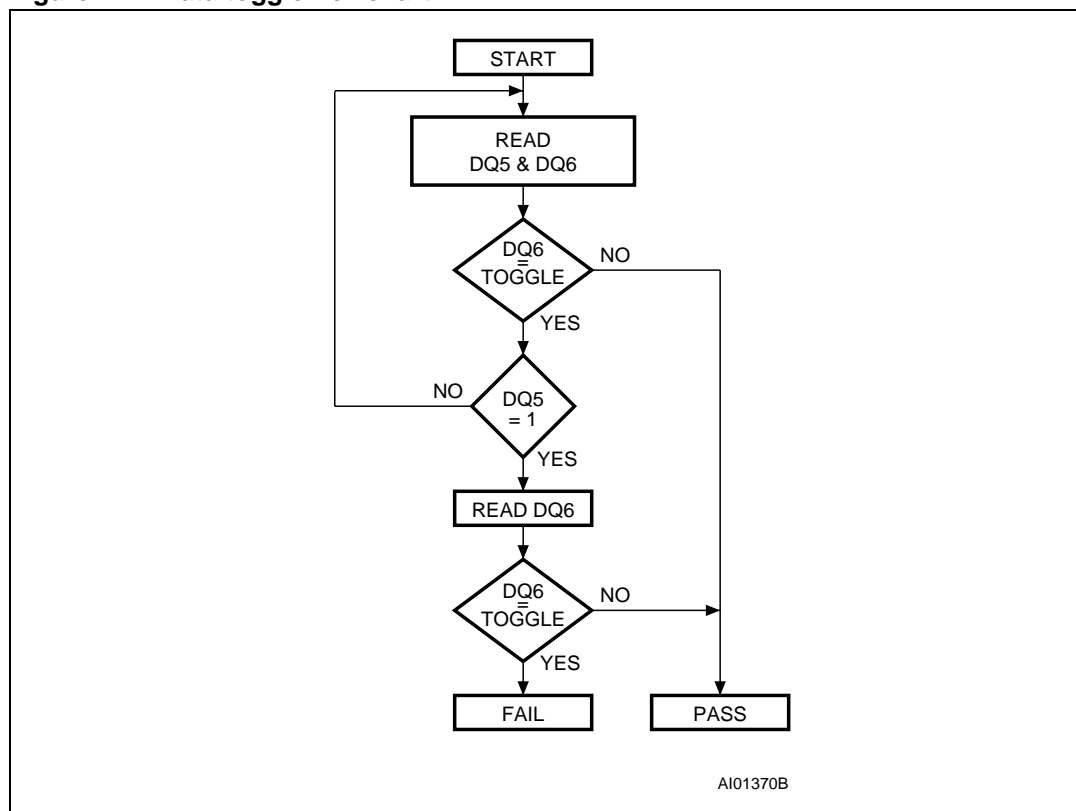 START
READ
DQ5 & DQ6
DQ6
=
TOGGLE
NO
YES
NO
DQ5
= 1
YES
READ DQ6
DQ6
=
TOGGLE
NO
YES
FAIL
PASS
AI01370B